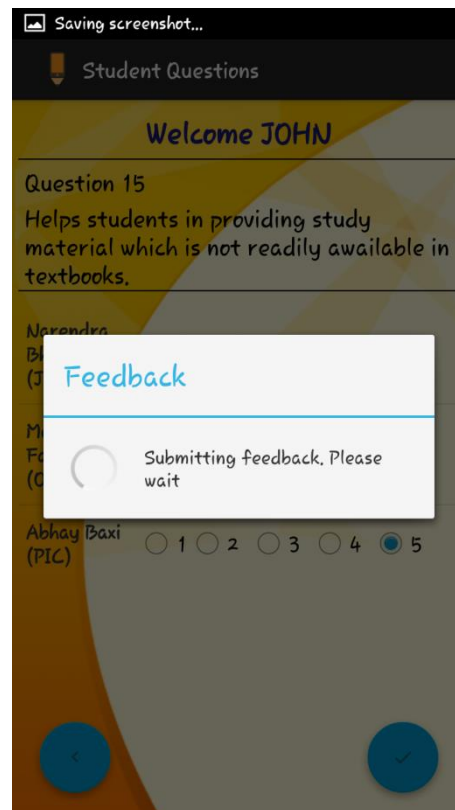 Saving screenshot...
Student Questions
Welcome JOHN
Question 15
Helps students in providing study
material which is not readily awailable in
textbooks.
Narendra
Feedback
Submitting feedback. Please
wait
Abhay Baxi
(PIC)
1 2 3 4 5